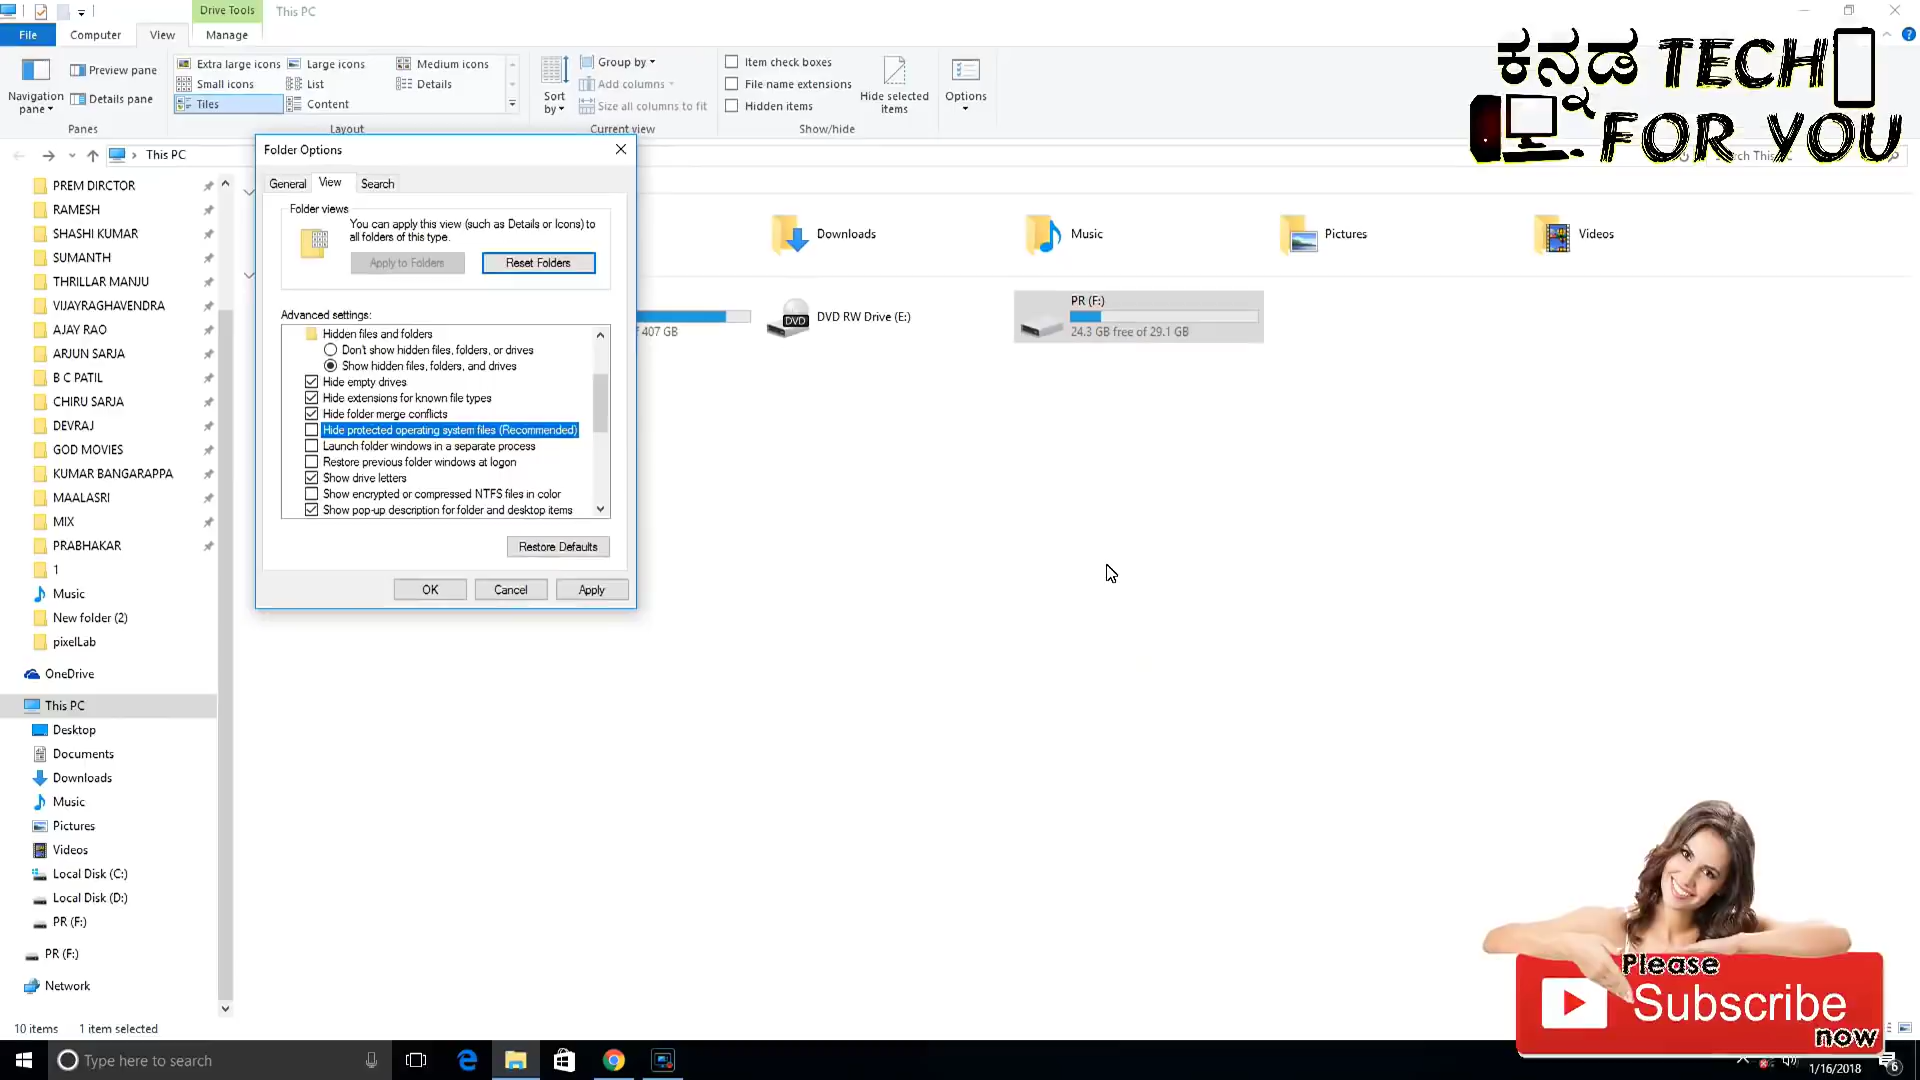 Drive Tools
This PC
File
Computer
View
Manage
Navigation pane
Preview pane
Details pane
Panes
Extra large icons
Large icons
Medium icons
Small icons
List
Details
Tiles
Content
Layout
Sort by
Group by
Add columns
Size all columns to fit
Current view
Item check boxes
File name extensions
Hidden items
Show/hide
Hide selected items
Options
ಕನ್ನಡ TECH
FOR YOU
This PC
PREM DIRCTOR
RAMESH
SHASHI KUMAR
SUMANTH
THRILLAR MANJU
VIJAYRAGHAVENDRA
AJAY RAO
ARJUN SARJA
B C PATIL
CHIRU SARJA
DEVRAJ
GOD MOVIES
KUMAR BANGARAPPA
MAALASRI
MIX
PRABHAKAR
1
Music
New folder (2)
pixelLab
OneDrive
This PC
Desktop
Documents
Downloads
Music
Pictures
Videos
Local Disk (C:)
Local Disk (D:)
PR (F:)
PR (F:)
Network
10 items
1 item selected
Folder Options
General
View
Search
Folder views
You can apply this view (such as Details or Icons) to
all folders of this type.
Apply to Folders
Reset Folders
Advanced settings:
Hidden files and folders
Don't show hidden files, folders, or drives
Show hidden files, folders, and drives
Hide empty drives
Hide extensions for known file types
Hide folder merge conflicts
Hide protected operating system files (Recommended)
Launch folder windows in a separate process
Restore previous folder windows at logon
Show drive letters
Show encrypted or compressed NTFS files in color
Show pop-up description for folder and desktop items
Restore Defaults
OK
Cancel
Apply
Downloads
Music
Pictures
Videos
407 GB
DVD
DVD RW Drive (E:)
PR (F:)
24.3 GB free of 29.1 GB
Please
Subscribe
now
Type here to search
1/16/2018
6